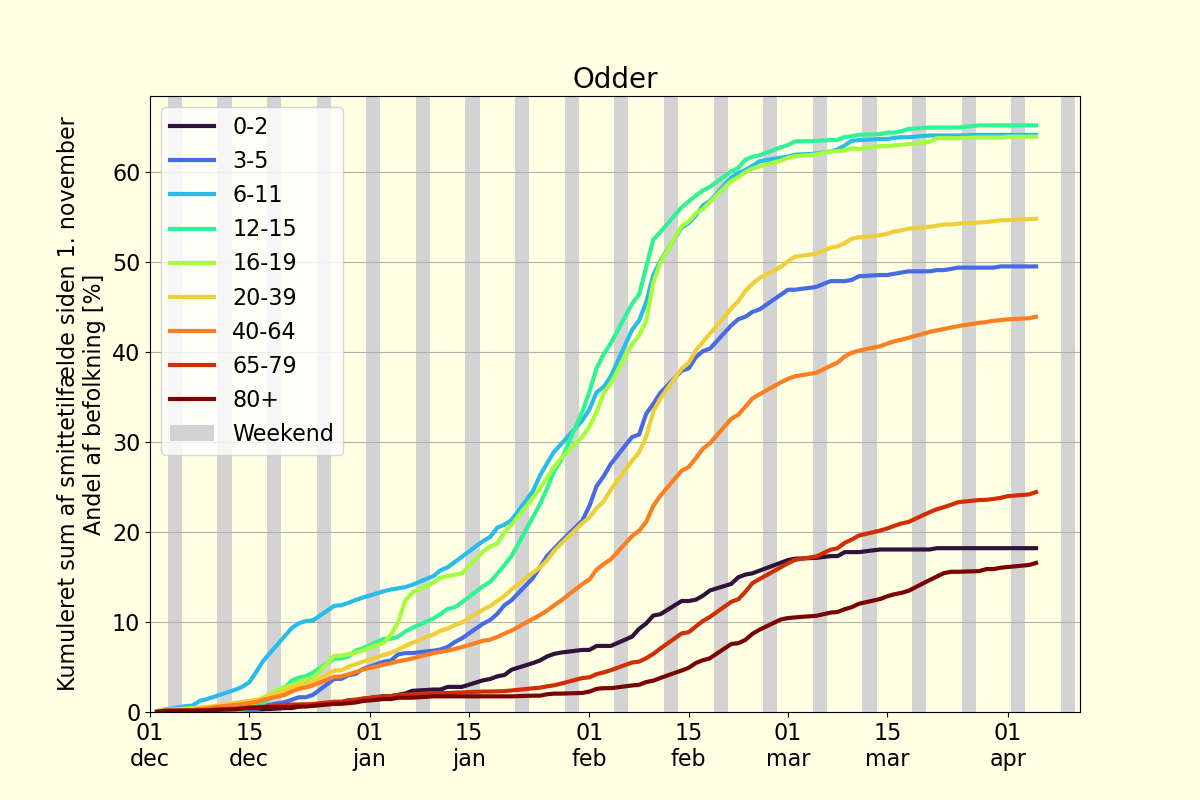 Odder
Kumuleret sum af smittetilfælde siden 1. november
Andel af befolkning [%]
0-2
3-5
6-11
12-15
16-19
20-39
40-64
65-79
80+
Weekend
60
50
40
30
20
10
0
01 15 01 15 01 15 01 15 01
dec dec jan jan feb feb mar mar apr